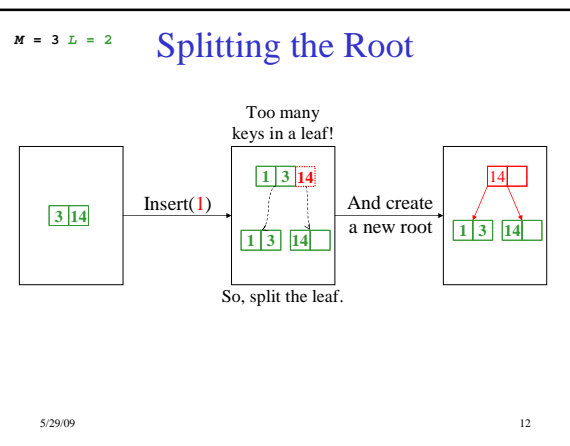 M = 3 L = 2
Splitting the Root
Too many
keys in a leaf!
3 14
Insert(1)
1 3 14
1 3 14
So, split the leaf.
And create
a new root
14
1 3 14
5/29/09
12